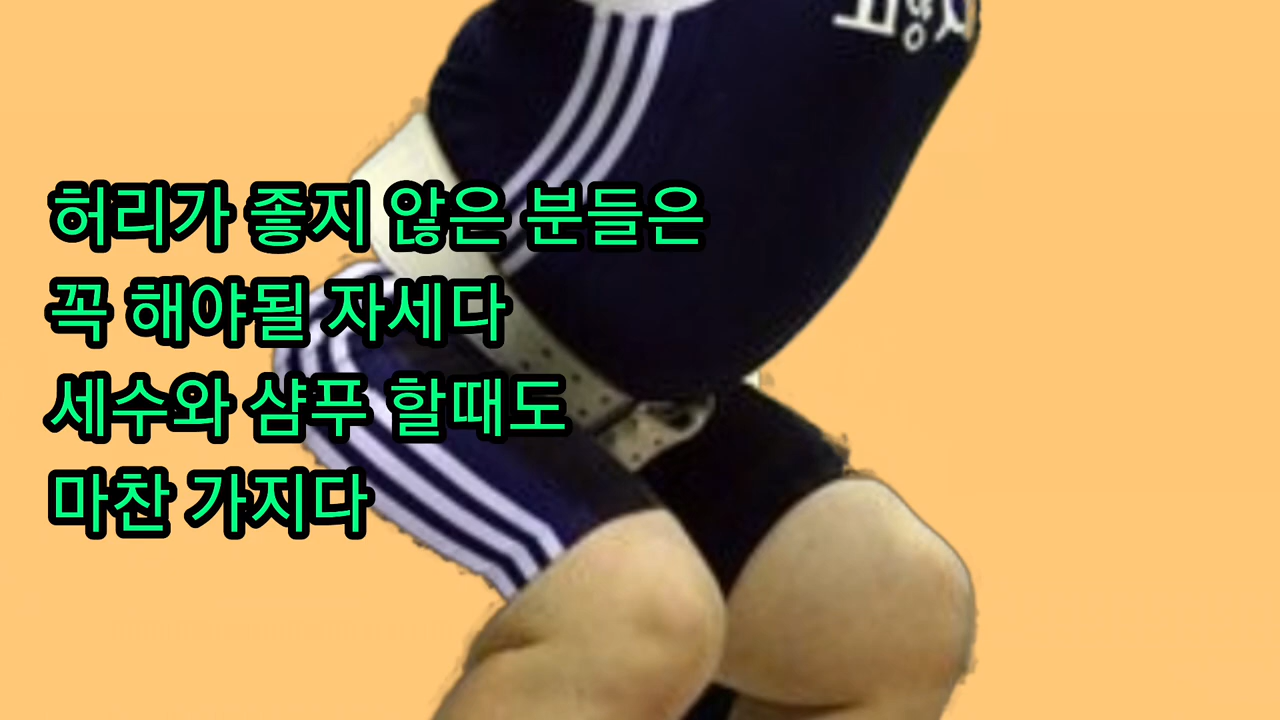 허리가 좋지 않은 분들은
꼭 해야될 자세다
세수와 샴푸 할때도
마찬 가지다